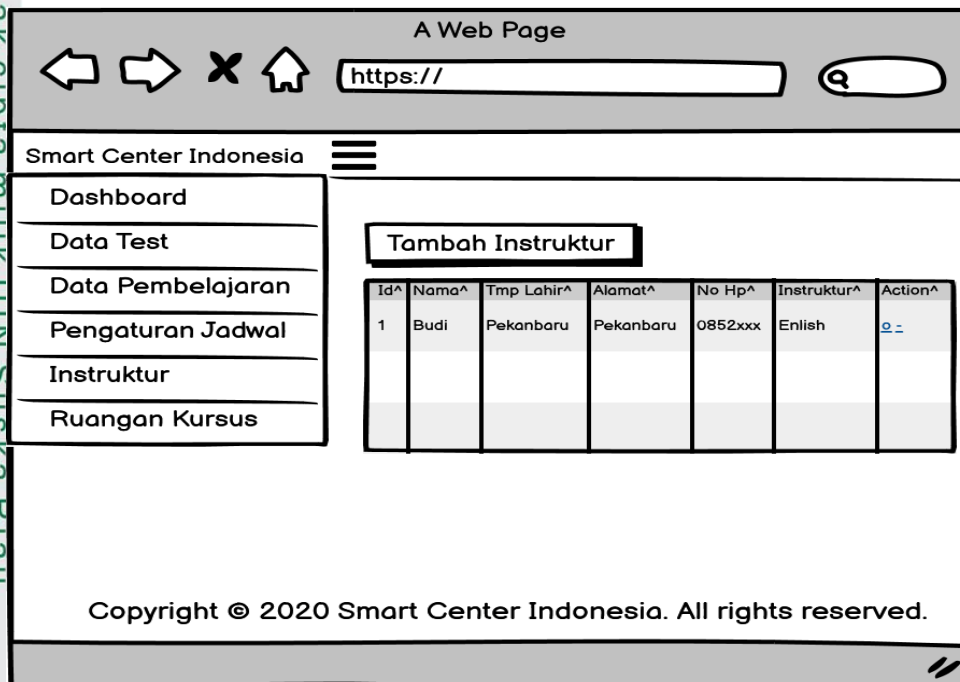 A Web Page
https://
Smart Center Indonesia
Dashboard
Data Test
Data Pembelajaran
Pengaturan Jadwal
Instruktur
Ruangan Kursus
Tambah Instruktur
Id^ Nama^ Tmp Lahir^ Alamat^ No Hp^ Instruktur^ Action^
1 Budi Pekanbaru Pekanbaru 0852xxx Enlish o -
Copyright © 2020 Smart Center Indonesia. All rights reserved.